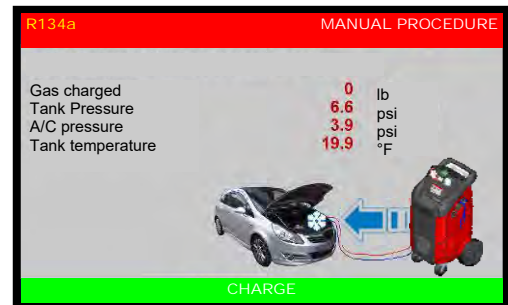 R134a MANUAL PROCEDURE
Gas charged 0 lb
Tank Pressure 6.6 psi
A/C pressure 3.9 psi
Tank temperature 19.9 °F
CHARGE